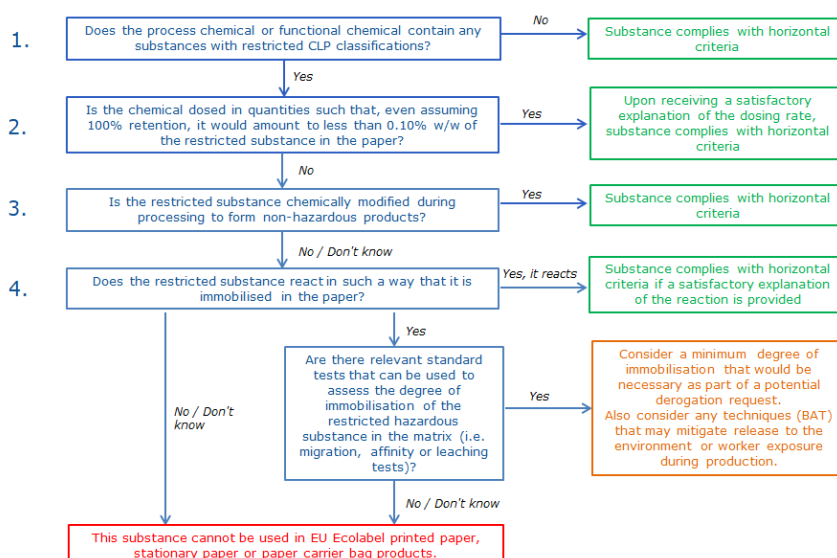 1.
Does the process chemical or functional chemical contain any
substances with restricted CLP classifications?
No
Substance complies with horizontal
criteria
Yes
2.
Is the chemical dosed in quantities such that, even assuming
100% retention, it would amount to less than 0.10% w/w of
the restricted substance in the paper?
Yes
Upon receiving a satisfactory
explanation of the dosing rate,
substance complies with horizontal
criteria
No
3.
Is the restricted substance chemically modified during
processing to form non-hazardous products?
Yes
Substance complies with horizontal
criteria
No / Don't know
4.
Does the restricted substance react in such a way that it is
immobilised in the paper?
Yes, it reacts
Substance complies with horizontal
criteria if a satisfactory explanation
of the reaction is provided
Yes
No / Don't
know
Are there relevant standard
tests that can be used to
assess the degree of
immobilisation of the
restricted hazardous
substance in the matrix (i.e.
migration, affinity or leaching
tests)?
Yes
Consider a minimum degree of
immobilisation that would be
necessary as part of a potential
derogation request.
Also consider any techniques (BAT)
that may mitigate release to the
environment or worker exposure
during production.
No / Don't know
This substance cannot be used in EU Ecolabel printed paper,
stationary paper or paper carrier bag products.